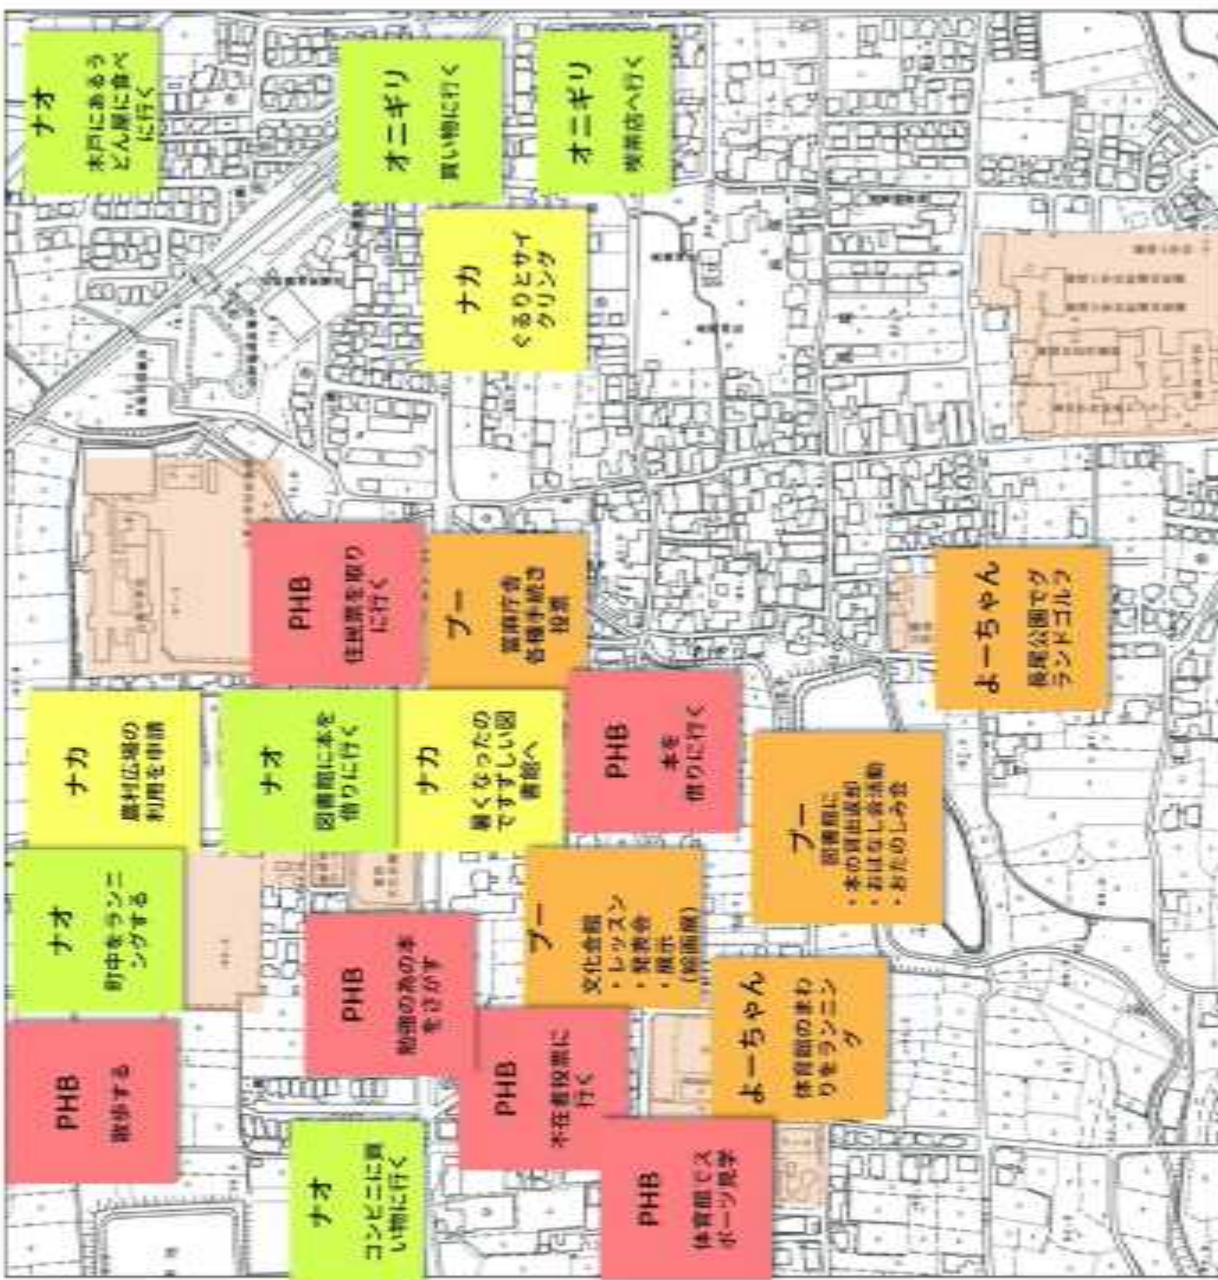 PHB
散歩する
ナオ
町中をランニ
ングする
ナカ
農村広場の
利用を申請
ナオ
木戸にあるう
どん屋に食べ
に行く
ナオ
コンビニに買
い物に行く
PHB
勉強の為の本
をさがす
ナオ
図書館に本を
借りに行く
PHB
住民票を取り
に行く
オニギリ
買い物に行く
PHB
不在者投票に
行く
ナカ
暑くなったの
ですずしい図
書館へ
ブー
當麻庁舎
各種手続き
投票
ナカ
ぐるりとサイ
クリング
PHB
体育館でス
ポーツ見学
ブー
文化会館
・レッスン
・発表会
・展示
(絵画展)
PHB
本を
借りに行く
オニギリ
喫茶店へ行く
よーちゃん
体育館のまわ
りをランニン
グ
ブー
図書館に
・本の貸出返却
・おはなし会活動
・おたのしみ会
よーちゃん
長尾公園でグ
ランドゴルフ